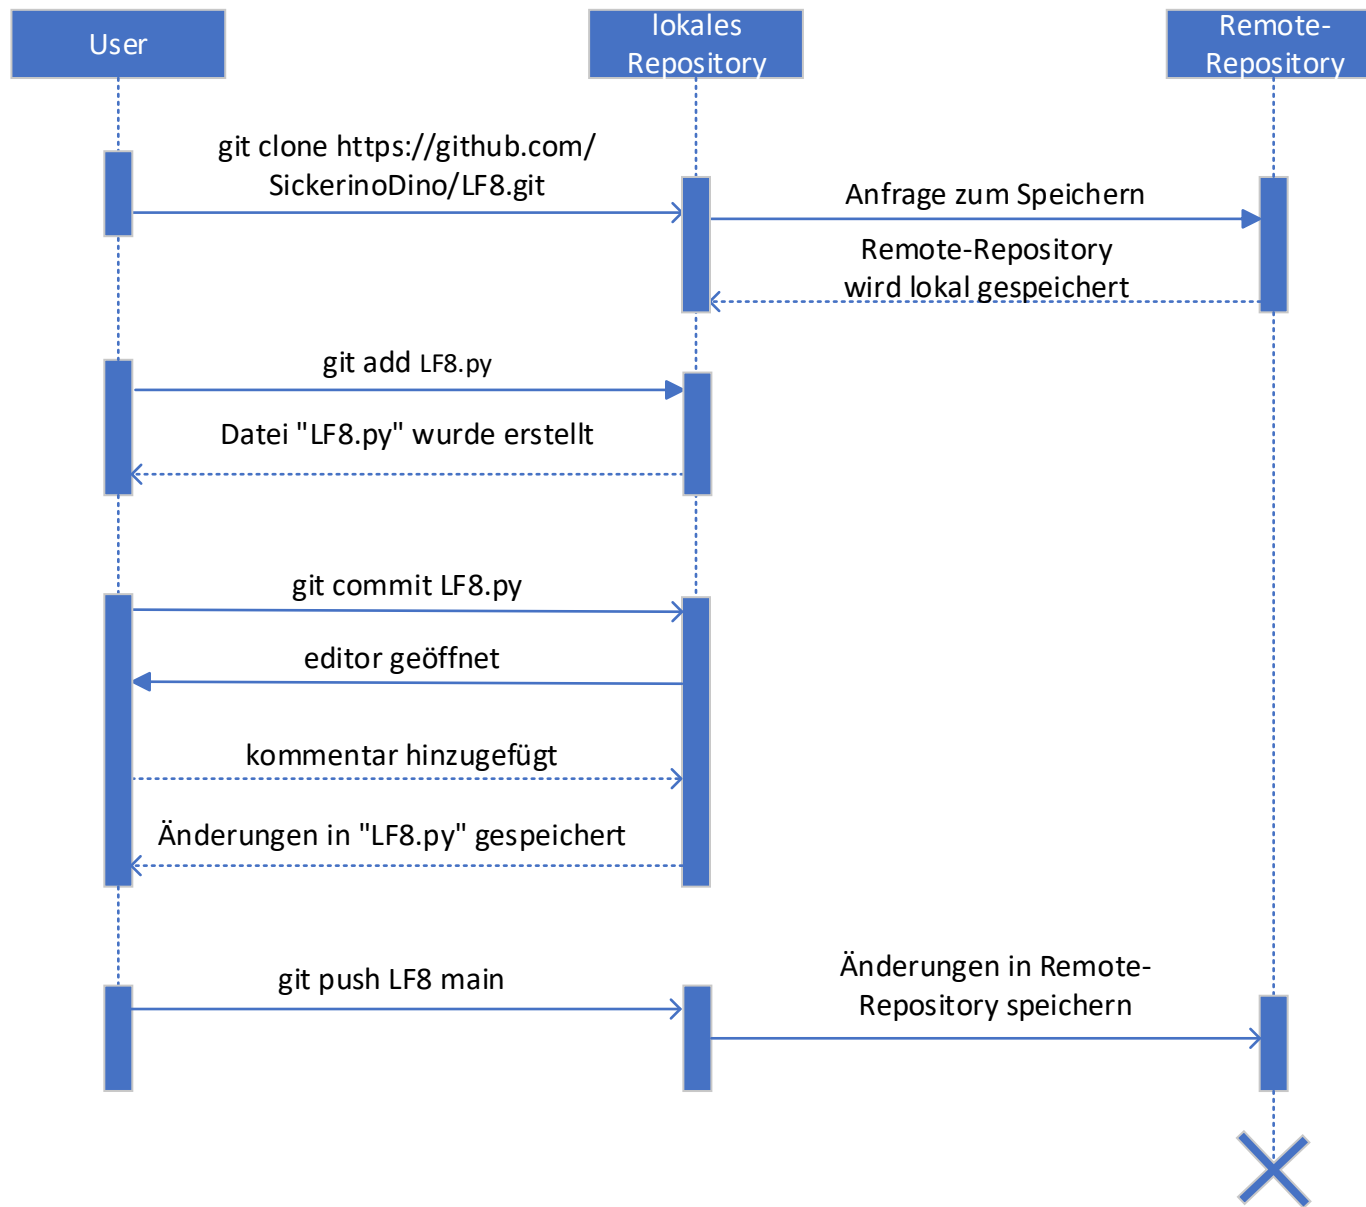 User
lokales
Repository
Remote-
Repository
git clone https://github.com/
SickerinoDino/LF8.git
Anfrage zum Speichern
Remote-Repository
wird lokal gespeichert
git add LF8.py
Datei "LF8.py" wurde erstellt
git commit LF8.py
editor geöffnet
kommentar hinzugefügt
Änderungen in "LF8.py" gespeichert
git push LF8 main
Änderungen in Remote-
Repository speichern